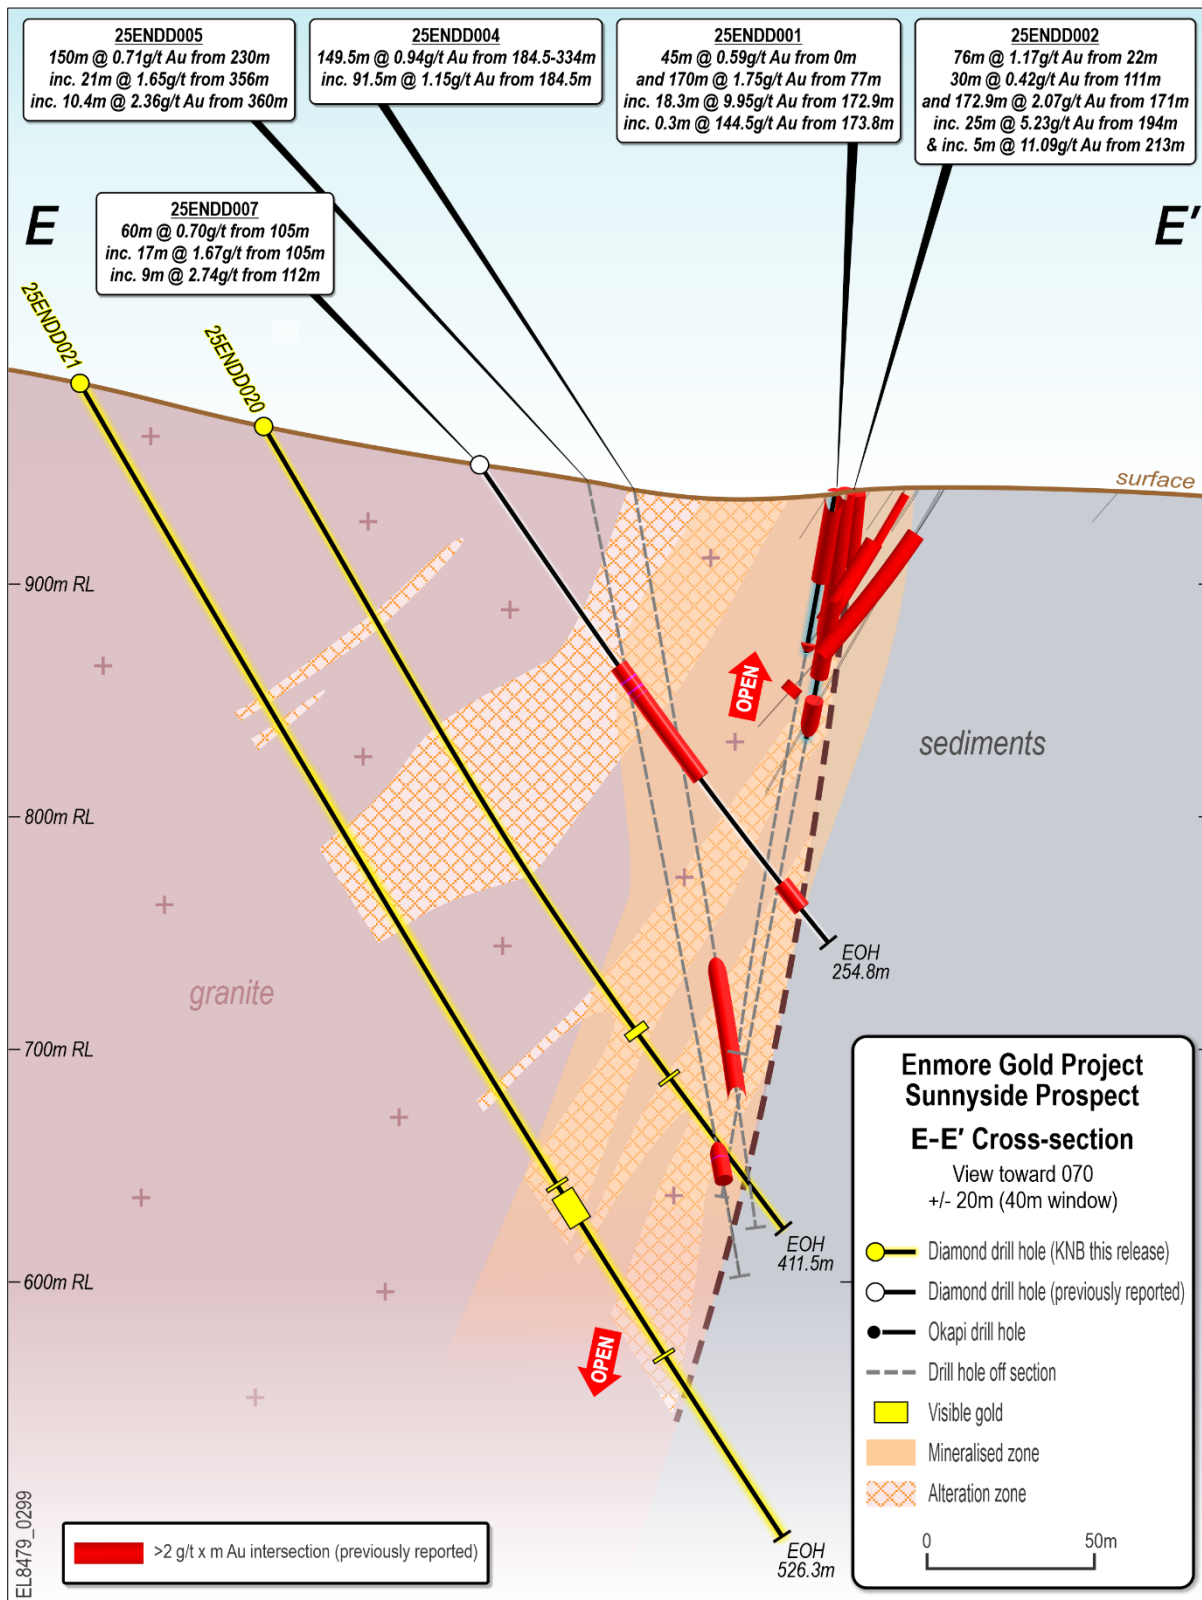 25ENDD005
150m @ 0.71g/t Au from 230m
inc. 21m @ 1.65g/t from 356m
inc. 10.4m @ 2.36g/t Au from 360m
25ENDD004
149.5m @ 0.94g/t Au from 184.5-334m
inc. 91.5m @ 1.15g/t Au from 184.5m
25ENDD001
45m @ 0.59g/t Au from 0m
and 170m @ 1.75g/t Au from 77m
inc. 18.3m @ 9.95g/t Au from 172.9m
inc. 0.3m @ 144.5g/t Au from 173.8m
25ENDD002
76m @ 1.17g/t Au from 22m
30m @ 0.42g/t Au from 111m
and 172.9m @ 2.07g/t Au from 171m
inc. 25m @ 5.23g/t Au from 194m
& inc. 5m @ 11.09g/t Au from 213m
E
25ENDD007
60m @ 0.70g/t from 105m
inc. 17m @ 1.67g/t from 105m
inc. 9m @ 2.74g/t from 112m
E'
25ENDD021
25ENDD020
surface
900m RL
OPEN
sediments
800m RL
EOH
254.8m
granite
700m RL
EOH
411.5m
600m RL
OPEN
EOH
526.3m
Enmore Gold Project
Sunnyside Prospect
E-E' Cross-section
View toward 070
+/- 20m (40m window)
Diamond drill hole (KNB this release)
Diamond drill hole (previously reported)
Okapi drill hole
Drill hole off section
Visible gold
Mineralised zone
Alteration zone
0 50m
>2 g/t x m Au intersection (previously reported)
EL8479_0299